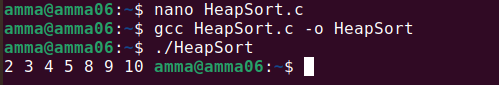 amma@amma06:~$ nano HeapSort.c
amma@amma06:~$ gcc HeapSort.c -o HeapSort
amma@amma06:~$ ./HeapSort
2 3 4 5 8 9 10 amma@amma06:~$